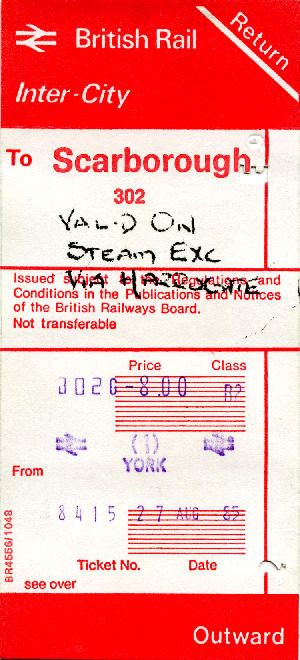 British Rail
Return
Inter-City
To Scarborough
302
VALID ON
STEAM EXC
VIA HARROGATE
Issued subject to the Regulations and
Conditions in the Publications and Notices
of the British Railways Board.
Not transferable
Price Class
8.00
(1)
From YORK
8415 27 AUG 85
Ticket No. Date
BR4556/1048
see over
Outward